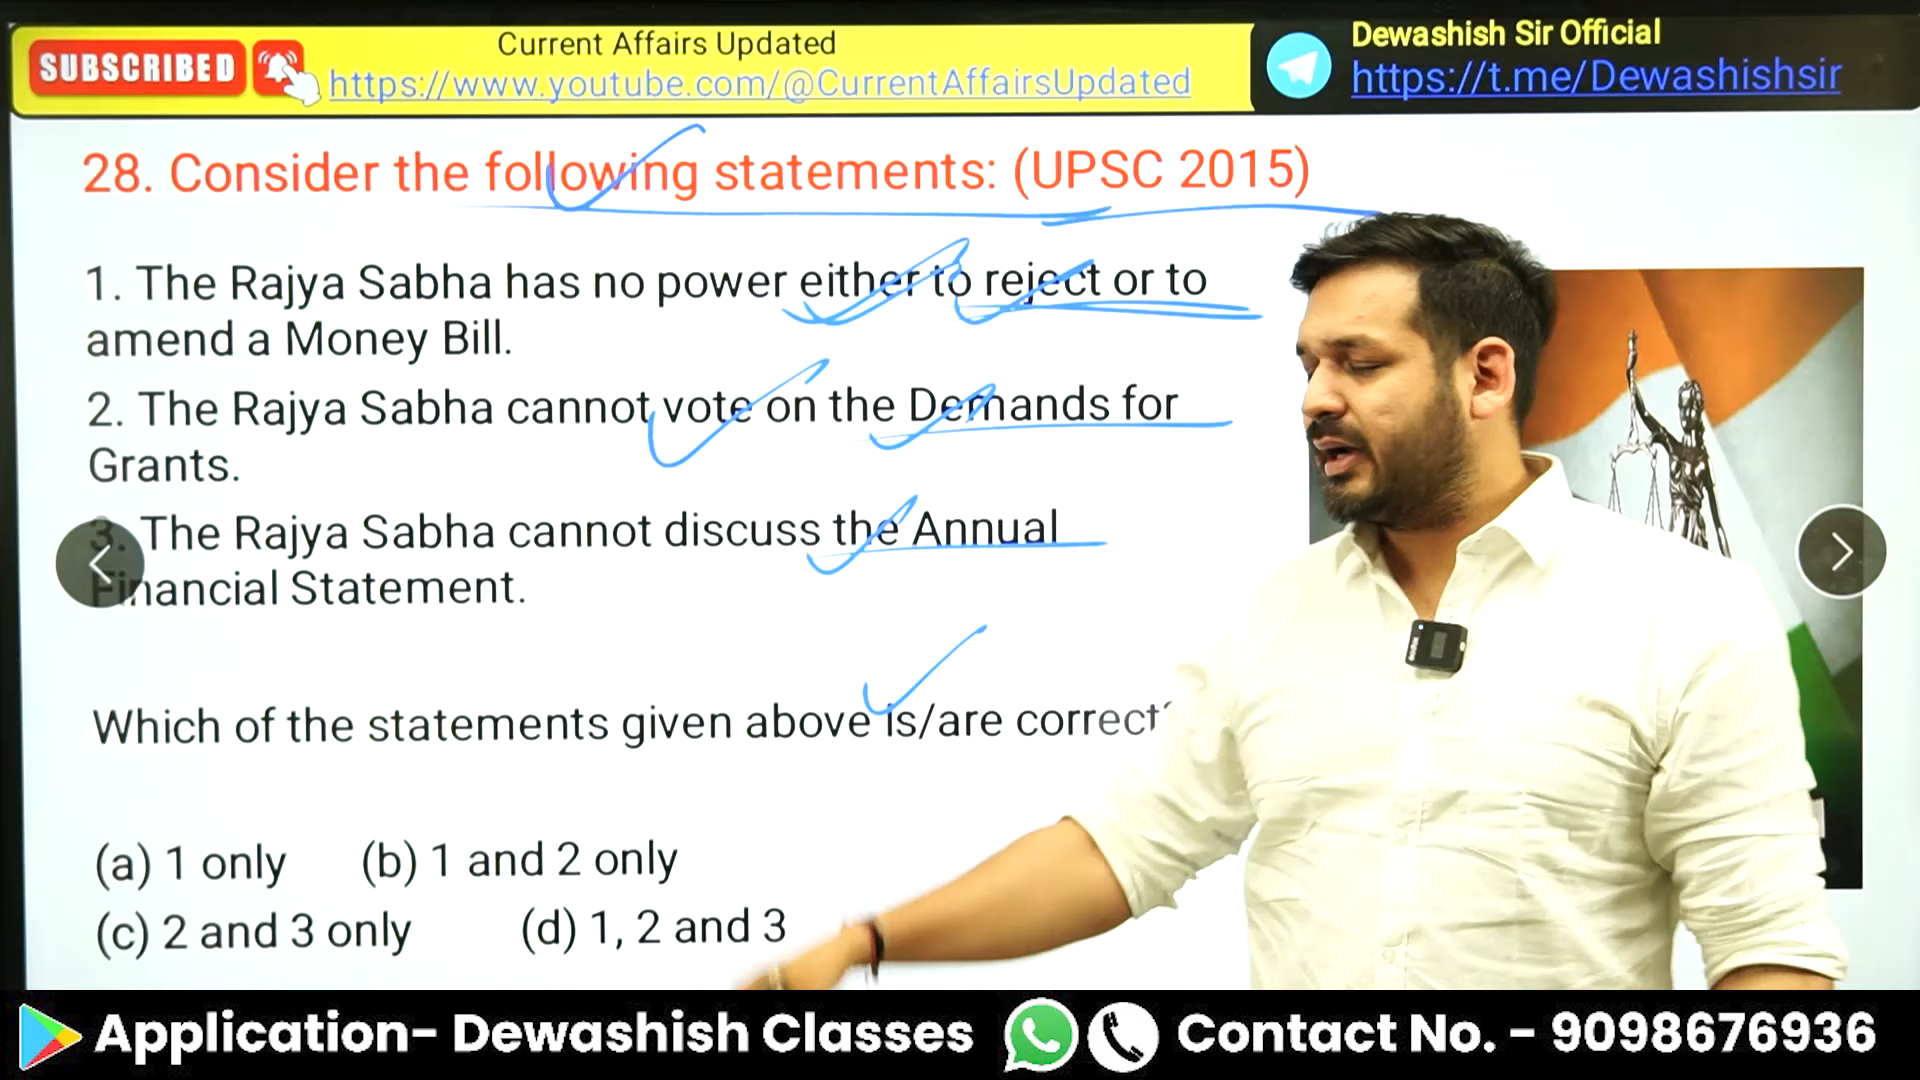 SUBSCRIBED
Current Affairs Updated
https://www.youtube.com/@CurrentAffairsUpdated
Dewashish Sir Official
https://t.me/Dewashishsir
28. Consider the following statements: (UPSC 2015)
1. The Rajya Sabha has no power either to reject or to
amend a Money Bill.
2. The Rajya Sabha cannot vote on the Demands for
Grants.
3. The Rajya Sabha cannot discuss the Annual
Financial Statement.
Which of the statements given above is/are correct?
(a) 1 only (b) 1 and 2 only
(c) 2 and 3 only (d) 1, 2 and 3
Application- Dewashish Classes
Contact No. - 9098676936